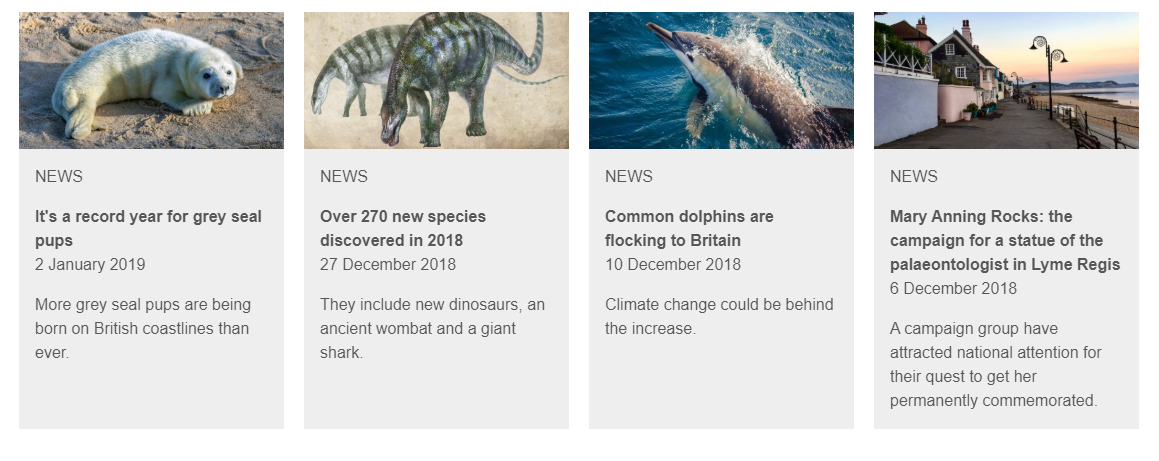 NEWS
It's a record year for grey seal
pups
2 January 2019
More grey seal pups are being
born on British coastlines than
ever.
NEWS
Over 270 new species
discovered in 2018
27 December 2018
They include new dinosaurs, an
ancient wombat and a giant
shark.
NEWS
Common dolphins are
flocking to Britain
10 December 2018
Climate change could be behind
the increase.
NEWS
Mary Anning Rocks: the
campaign for a statue of the
palaeontologist in Lyme Regis
6 December 2018
A campaign group have
attracted national attention for
their quest to get her
permanently commemorated.